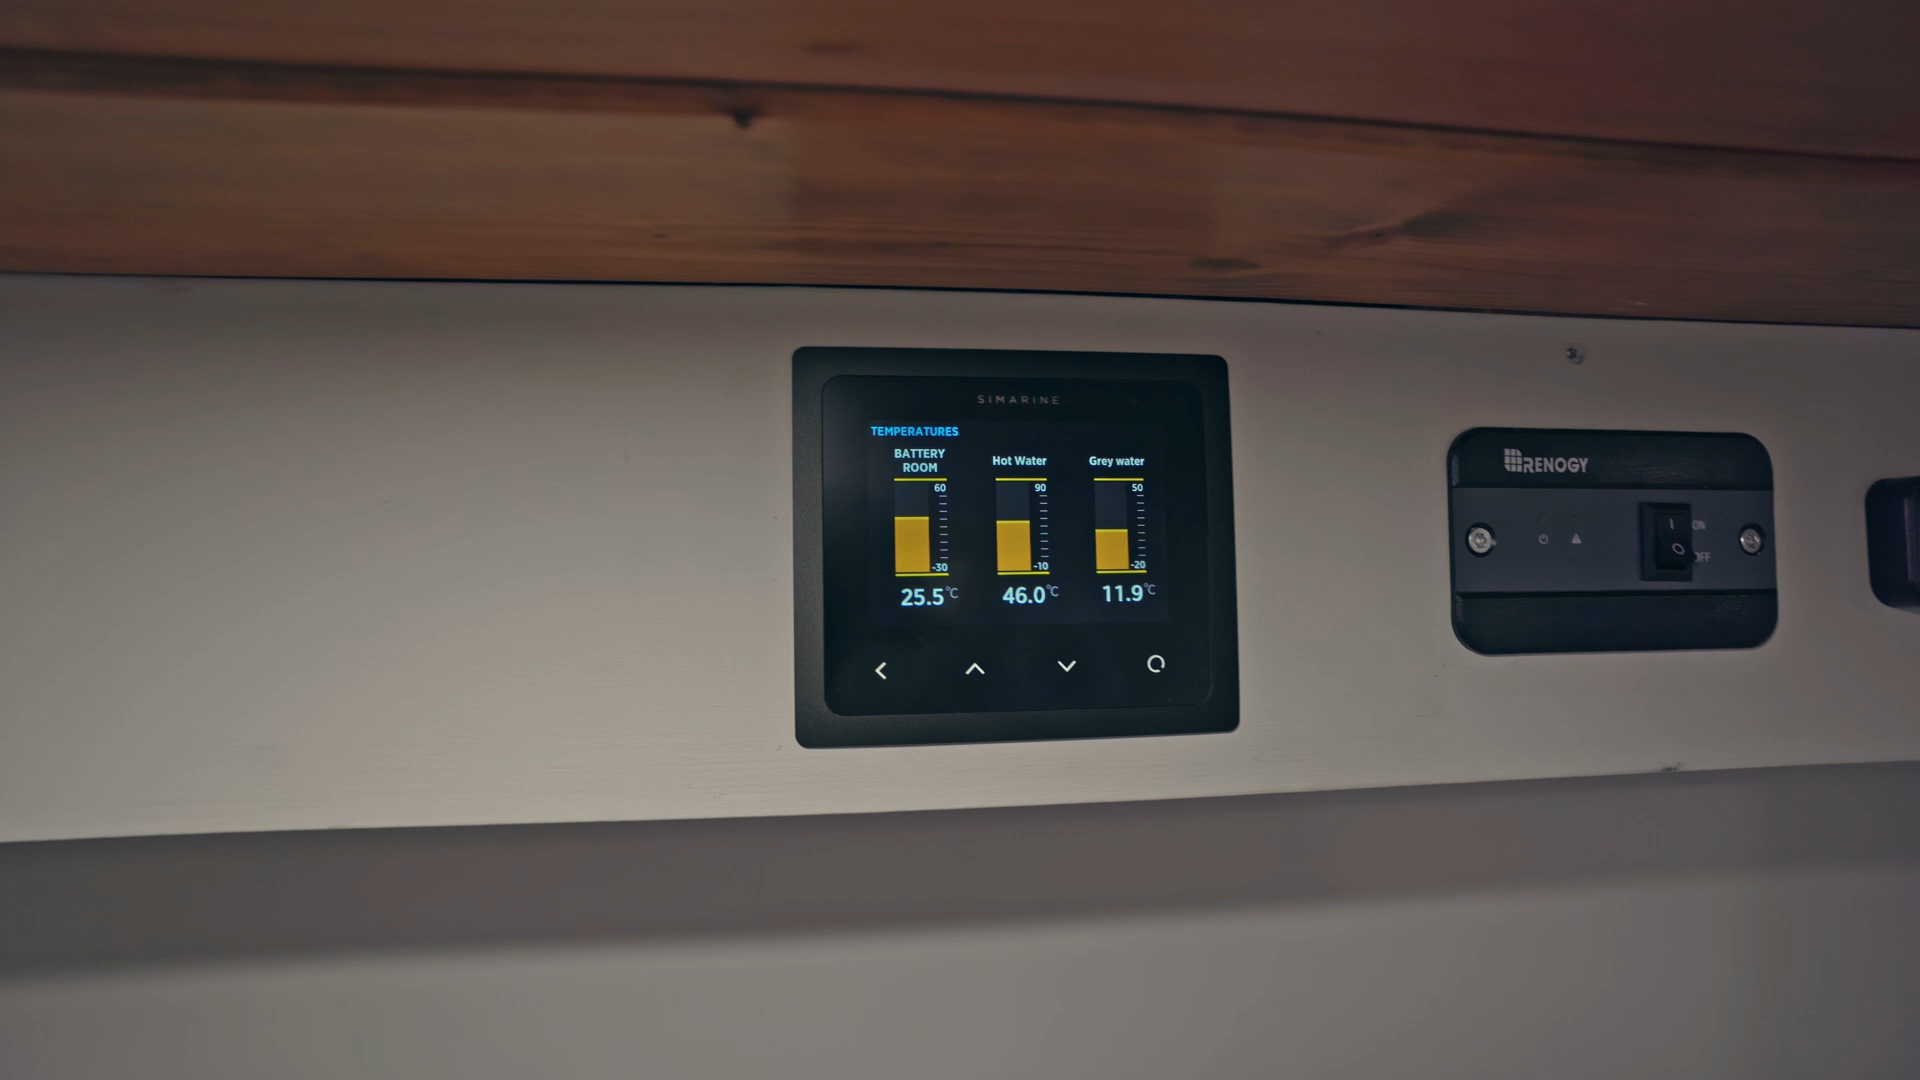 SIMARINE
TEMPERATURES
BATTERY
ROOM
Hot Water
Grey water
60
90
50
-30
-10
-20
25.5°C
46.0°C
11.9°C
RENOGY
I
ON
O
OFF